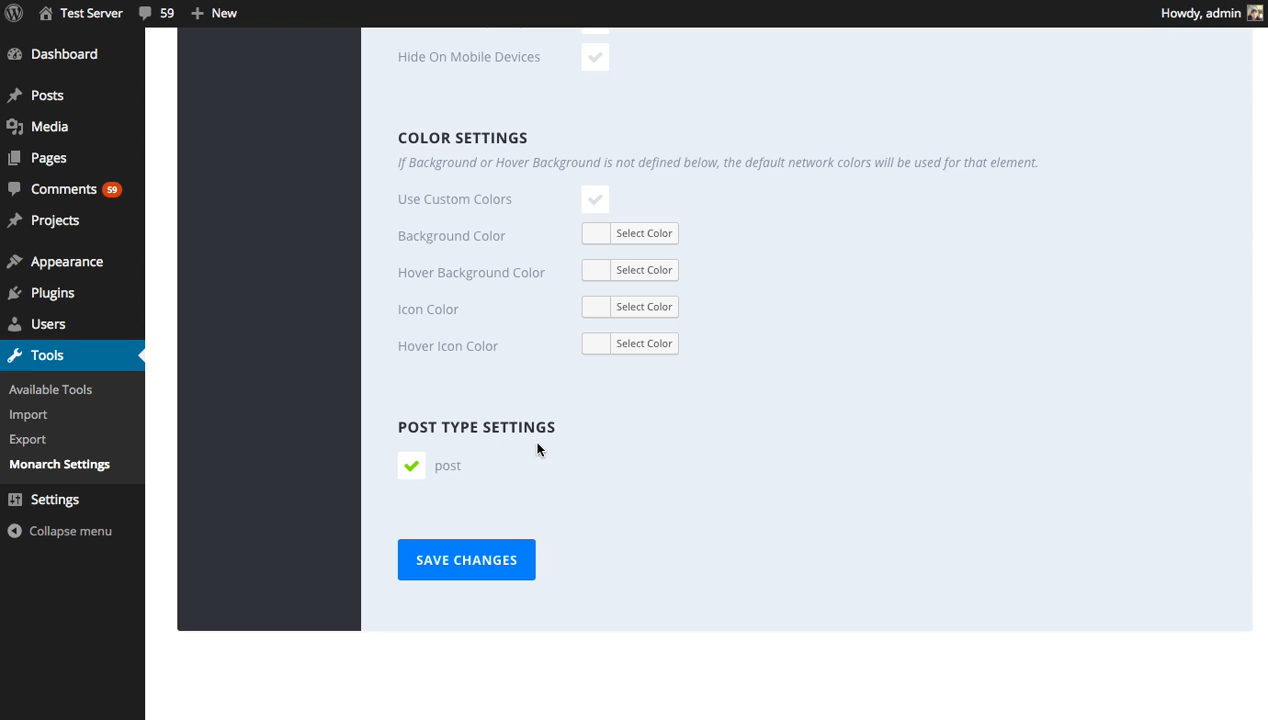 Test Server 59 New Howdy, admin
Dashboard
Posts
Media
Pages
Comments 59
Projects
Appearance
Plugins
Users
Tools
Available Tools
Import
Export
Monarch Settings
Settings
Collapse menu
Hide On Mobile Devices
COLOR SETTINGS
If Background or Hover Background is not defined below, the default network colors will be used for that element.
Use Custom Colors
Background Color Select Color
Hover Background Color Select Color
Icon Color Select Color
Hover Icon Color Select Color
POST TYPE SETTINGS
post
SAVE CHANGES